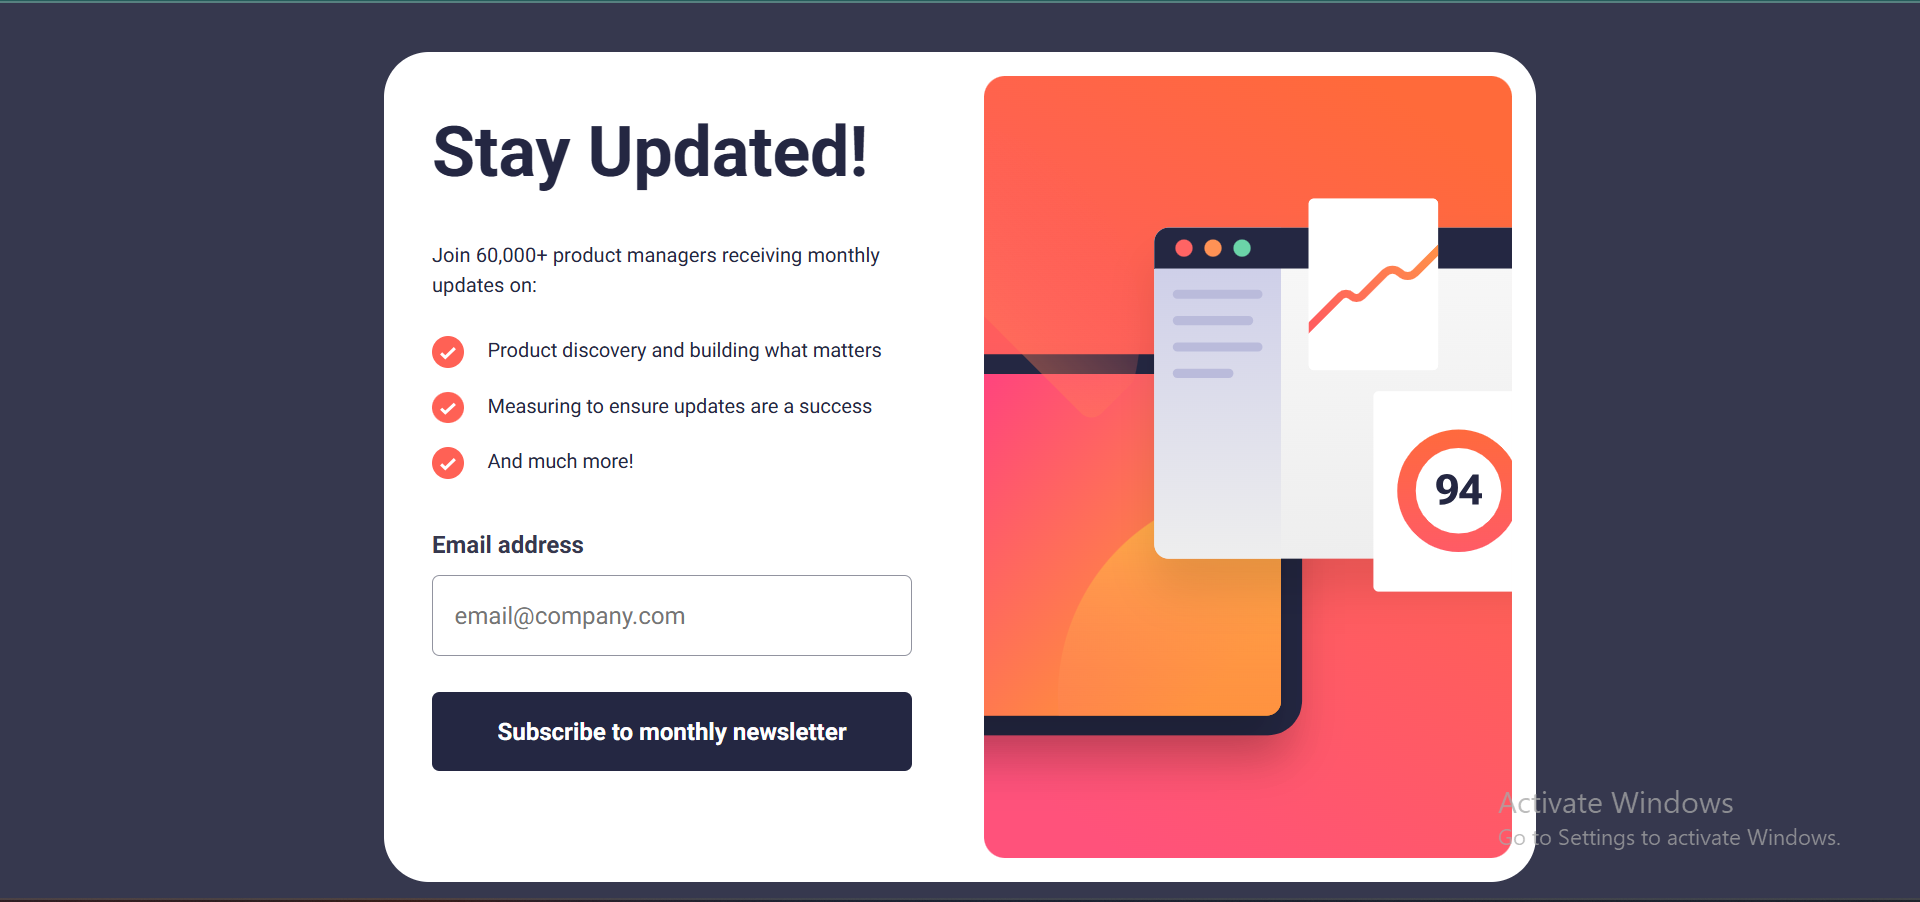 Stay Updated!
Join 60,000+ product managers receiving monthly
updates on:
Product discovery and building what matters
Measuring to ensure updates are a success
And much more!
Email address
email@company.com
Subscribe to monthly newsletter
94
Activate Windows
Go to Settings to activate Windows.